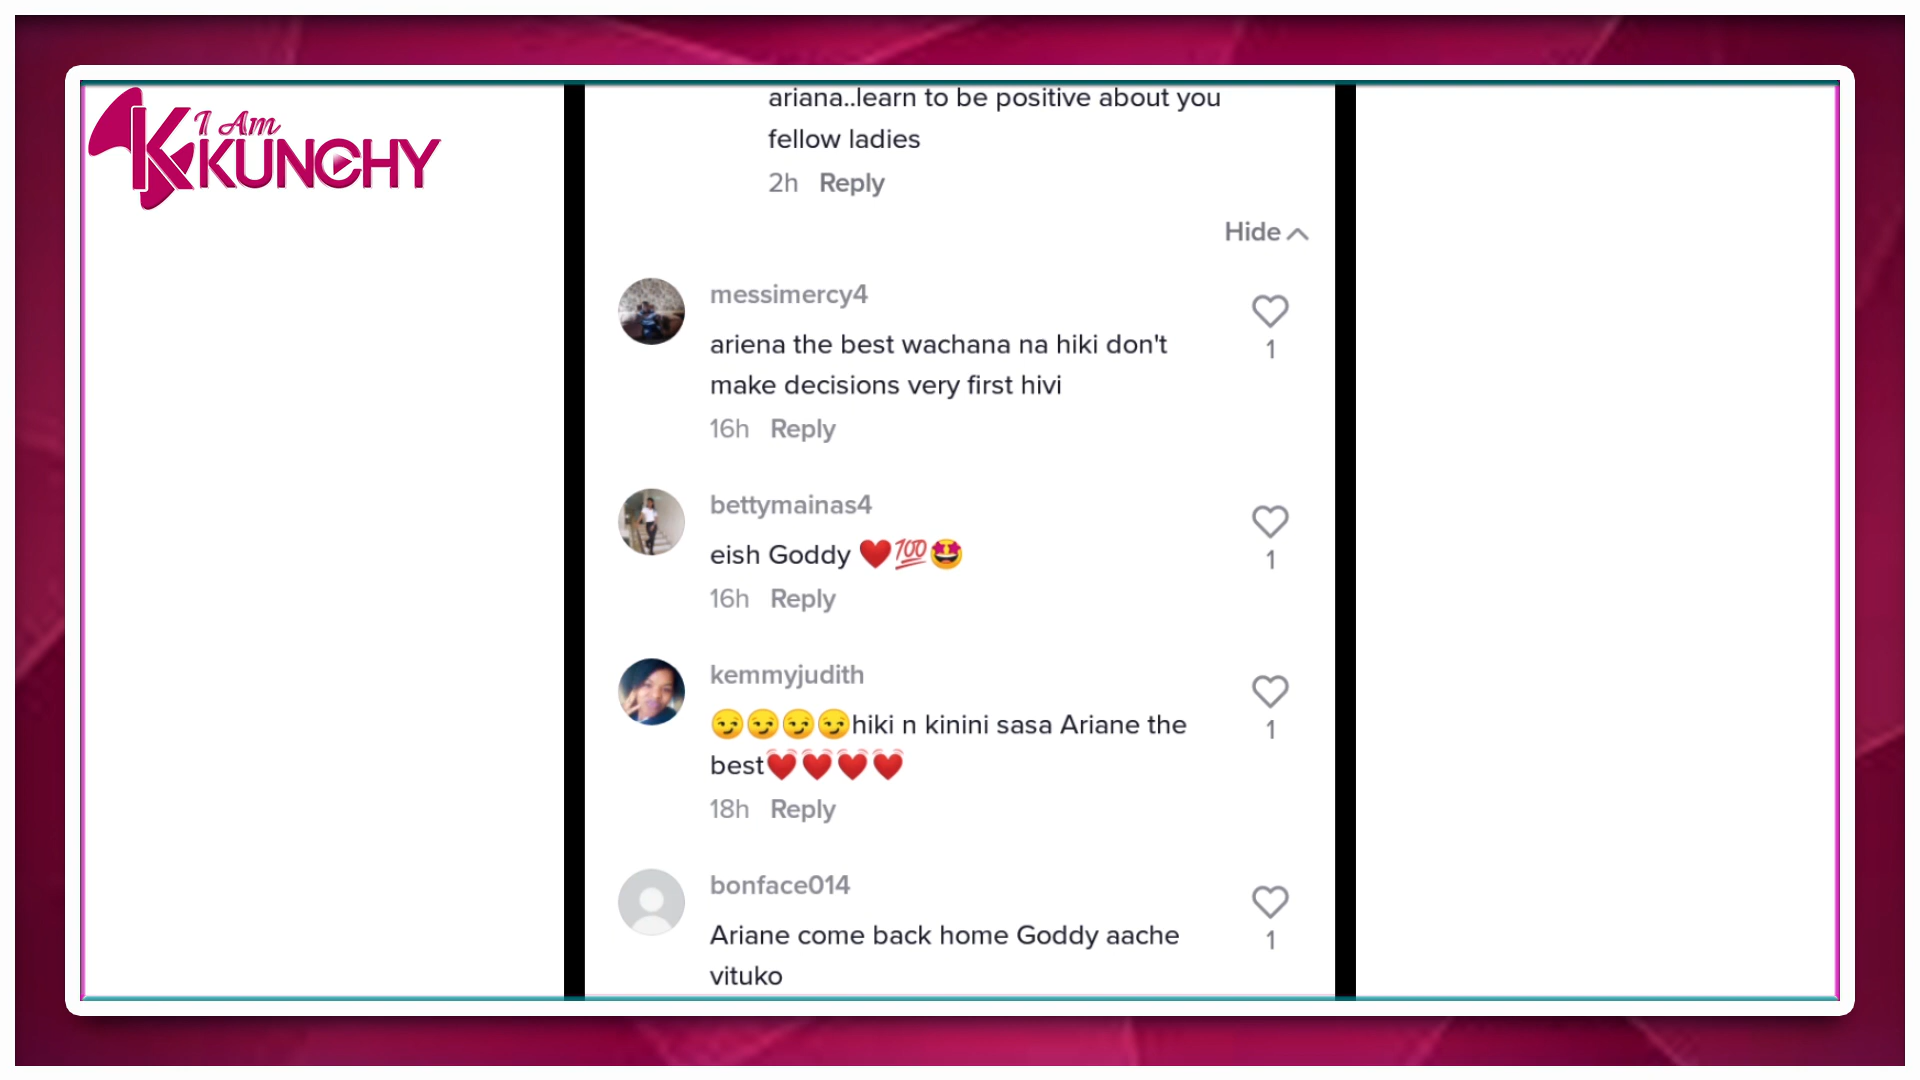 I Am
KUNCHY
ariana..learn to be positive about you
fellow ladies
2h Reply
Hide
messimercy4
ariena the best wachana na hiki don't
make decisions very first hivi
1
16h Reply
bettymainas4
eish Goddy ❤️💯🤩
1
16h Reply
kemmyjudith
😏😏😏😏hiki n kinini sasa Ariane the
best💓💓💓💓
1
18h Reply
bonface014
Ariane come back home Goddy aache
vituko
1